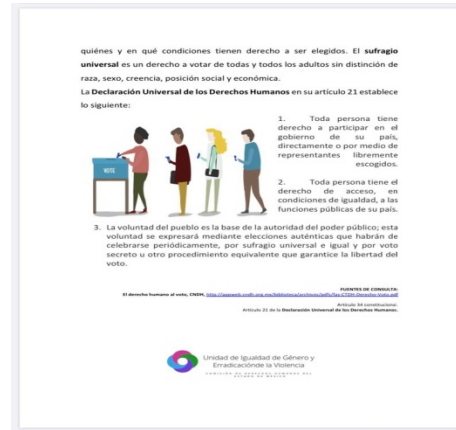 quiénes y en qué condiciones tienen derecho a ser elegidos. El sufragio
universal es un derecho a votar de todas y todos los adultos sin distinción de
raza, sexo, creencia, posición social y económica.
La Declaración Universal de los Derechos Humanos en su artículo 21 establece
lo siguiente:
1. Toda persona tiene
derecho a participar en el
gobierno de su país,
directamente o por medio de
representantes libremente
escogidos.
VOTE
2. Toda persona tiene el
derecho de acceso, en
condiciones de igualdad, a las
funciones públicas de su país.
3. La voluntad del pueblo es la base de la autoridad del poder público; esta
voluntad se expresará mediante elecciones auténticas que habrán de
celebrarse periódicamente, por sufragio universal e igual y por voto
secreto u otro procedimiento equivalente que garantice la libertad del
voto.
FUENTES DE CONSULTA:
El derecho humano al voto, CNDH,
Artículo 34 constitucional.
Artículo 21 de la Declaración Universal de los Derechos Humanos.
Unidad de Igualdad de Género y
Erradicaciónde la Violencia
COMISIÓN DE DERECHOS HUMANOS DEL
ESTADO DE MÉXICO